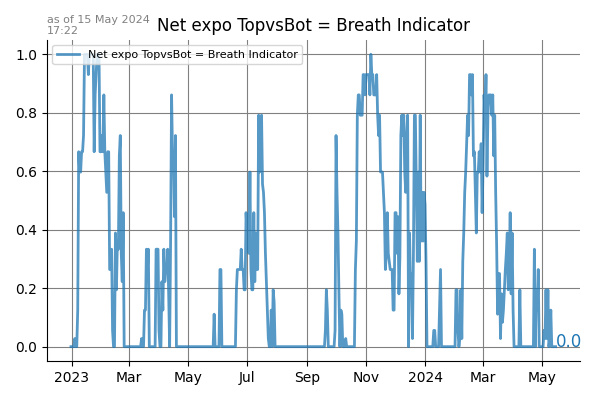 as of 15 May 2024
17:22
Net expo TopvsBot = Breath Indicator
Net expo TopvsBot = Breath Indicator
1.0
0.8
0.6
0.4
0.2
0.0
0.0
2023 Mar May Jul Sep Nov 2024 Mar May